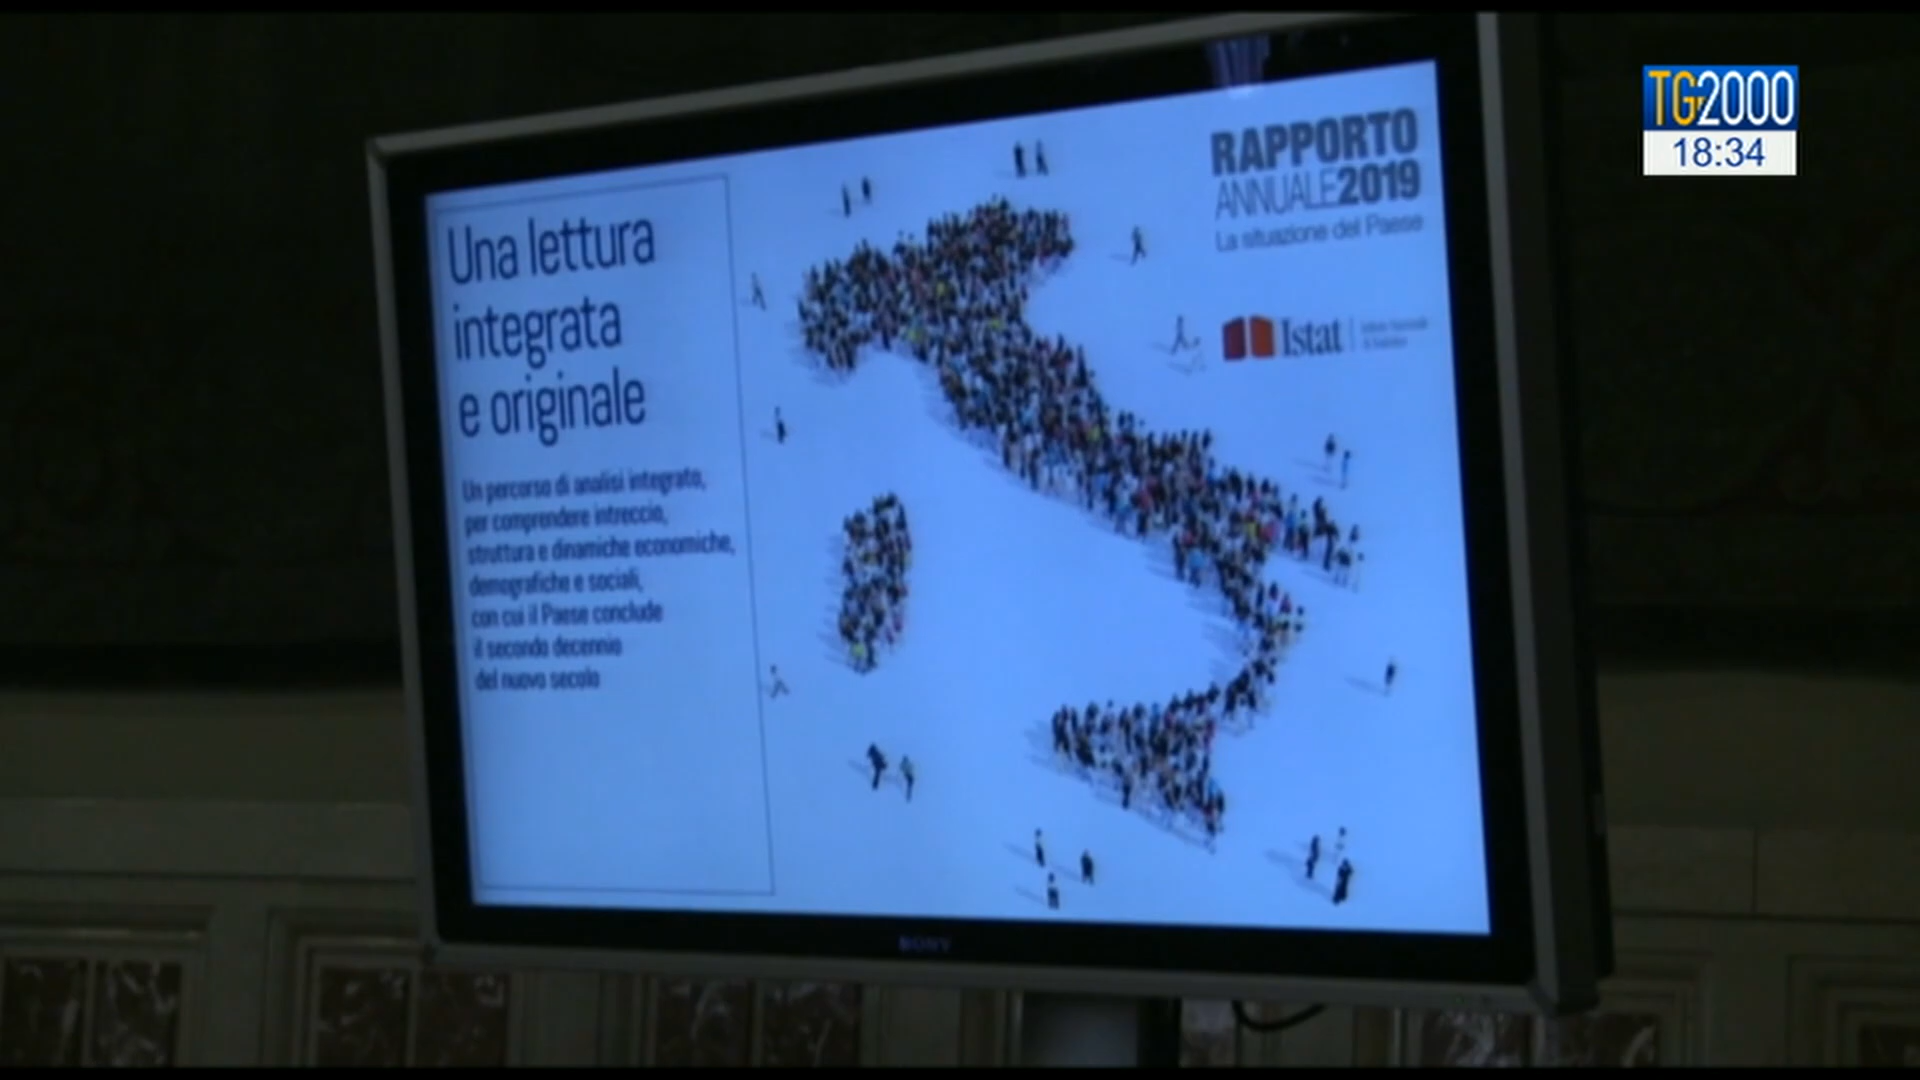 TG2000
18:34
RAPPORTO
ANNUALE2019
La situazione del Paese
Istat
Una lettura
integrata
e originale
Un percorso di analisi integrato,
per comprendere intreccio,
struttura e dinamiche economiche,
demografiche e sociali,
con cui il Paese conclude
il secondo decennio
del nuovo secolo
SONY